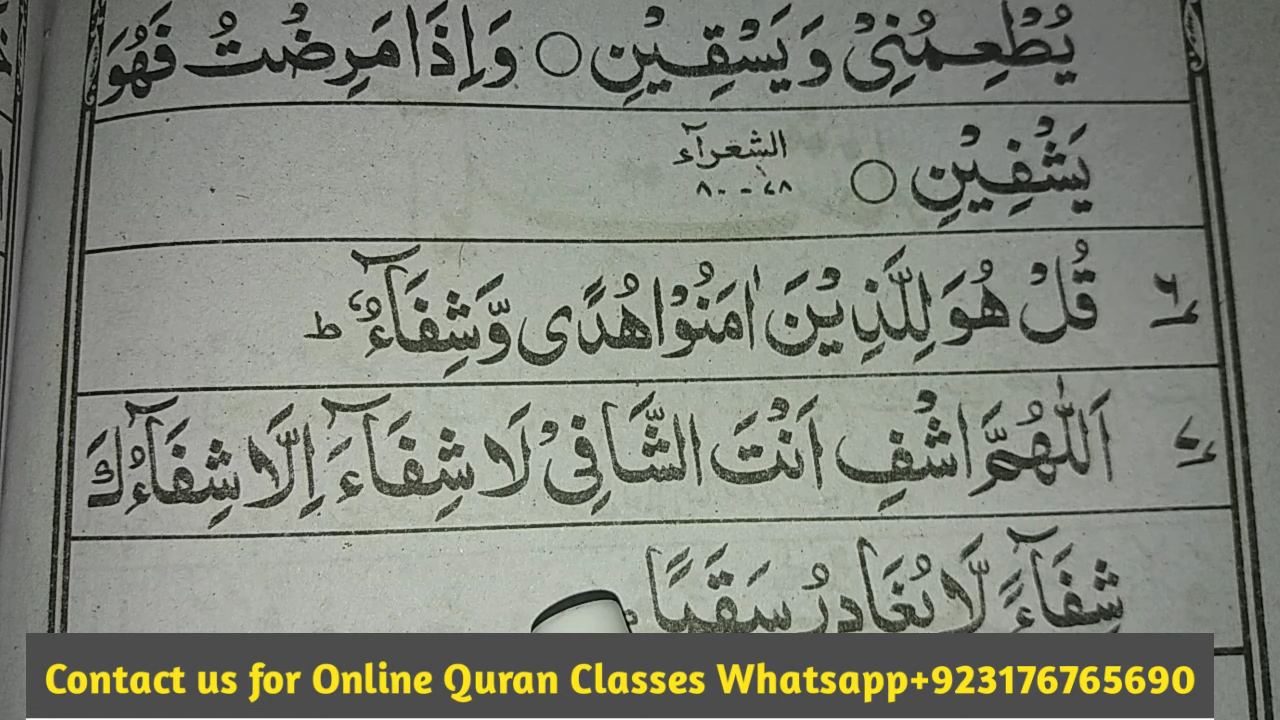 يُطْعِمُنِيْ وَيَسْقِيْنِ ○ وَاِذَا مَرِضْتُ فَهُوَ
يَشْفِيْنِ ○ الشعرآء
٧٨ - ٨٠
٦ قُلْ هُوَ لِلَّذِيْنَ اٰمَنُوْا هُدًى وَّشِفَآءٌ ؕ
٧ اَللّٰهُمَّ اشْفِ اَنْتَ الشَّافِيْ لَا شِفَآءَ اِلَّا شِفَآءُكَ
شِفَآءً لَّا يُغَادِرُ سَقَمًا
Contact us for Online Quran Classes Whatsapp+923176765690